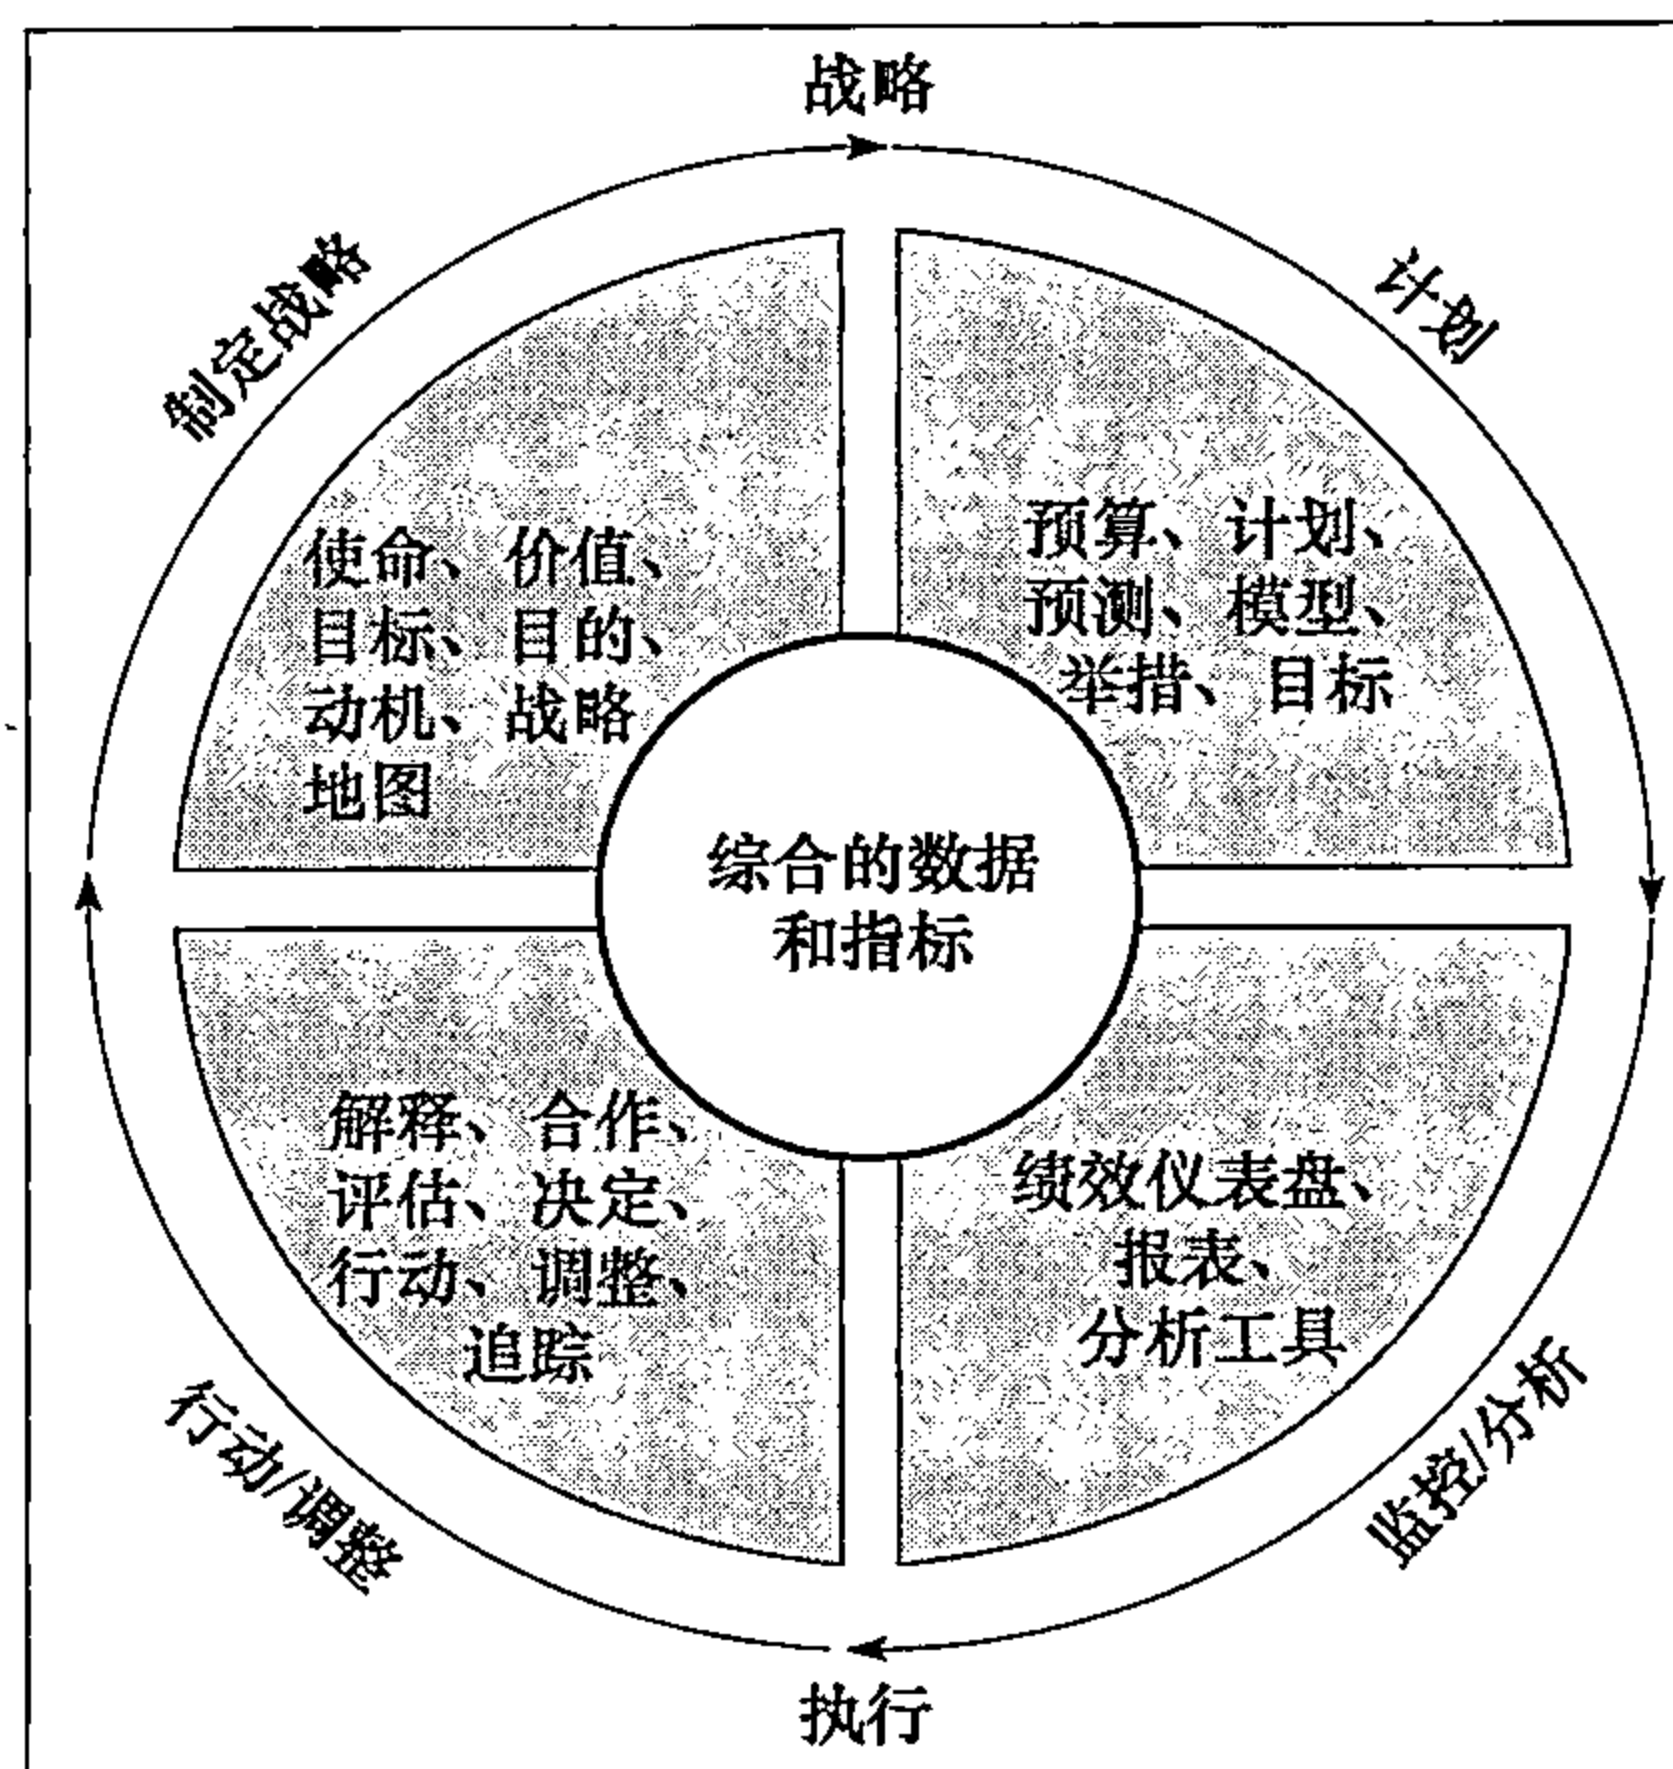 战略
制定战略
计划
使命、价值、
目标、目的、
动机、战略
地图
预算、计划、
预测、模型、
举措、目标
综合的数据
和指标
解释、合作、
评估、决定、
行动、调整、
追踪
绩效仪表盘、
报表、
分析工具
行动/调整
监控/分析
执行